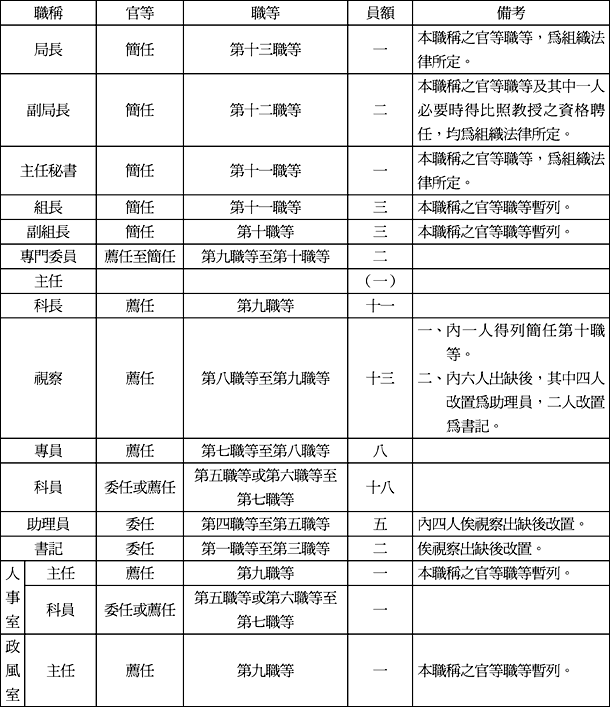 職稱 官等 職等 員額 備考
局長 簡任 第十三職等 一 本職稱之官等職等，爲組織法
律所定。
副局長 簡任 第十二職等 二 本職稱之官等職等及其中一人
必要時得比照教授之資格聘
任，均爲組織法律所定。
主任秘書 簡任 第十一職等 一 本職稱之官等職等，爲組織法
律所定。
組長 簡任 第十一職等 三 本職稱之官等職等暫列。
副組長 簡任 第十職等 三 本職稱之官等職等暫列。
專門委員 薦任至簡任 第九職等至第十職等 二
主任 （一）
科長 薦任 第九職等 十一
視察 薦任 第八職等至第九職等 十三 一、內一人得列簡任第十職
等。
二、內六人出缺後，其中四人
改置爲助理員，二人改置
爲書記。
專員 薦任 第七職等至第八職等 八
科員 委任或薦任 第五職等或第六職等至
第七職等 十八
助理員 委任 第四職等至第五職等 五 內四人俟視察出缺後改置。
書記 委任 第一職等至第三職等 二 俟視察出缺後改置。
人事室 主任 薦任 第九職等 一 本職稱之官等職等暫列。
科員 委任或薦任 第五職等或第六職等至
第七職等 一
政風室 主任 薦任 第九職等 一 本職稱之官等職等暫列。